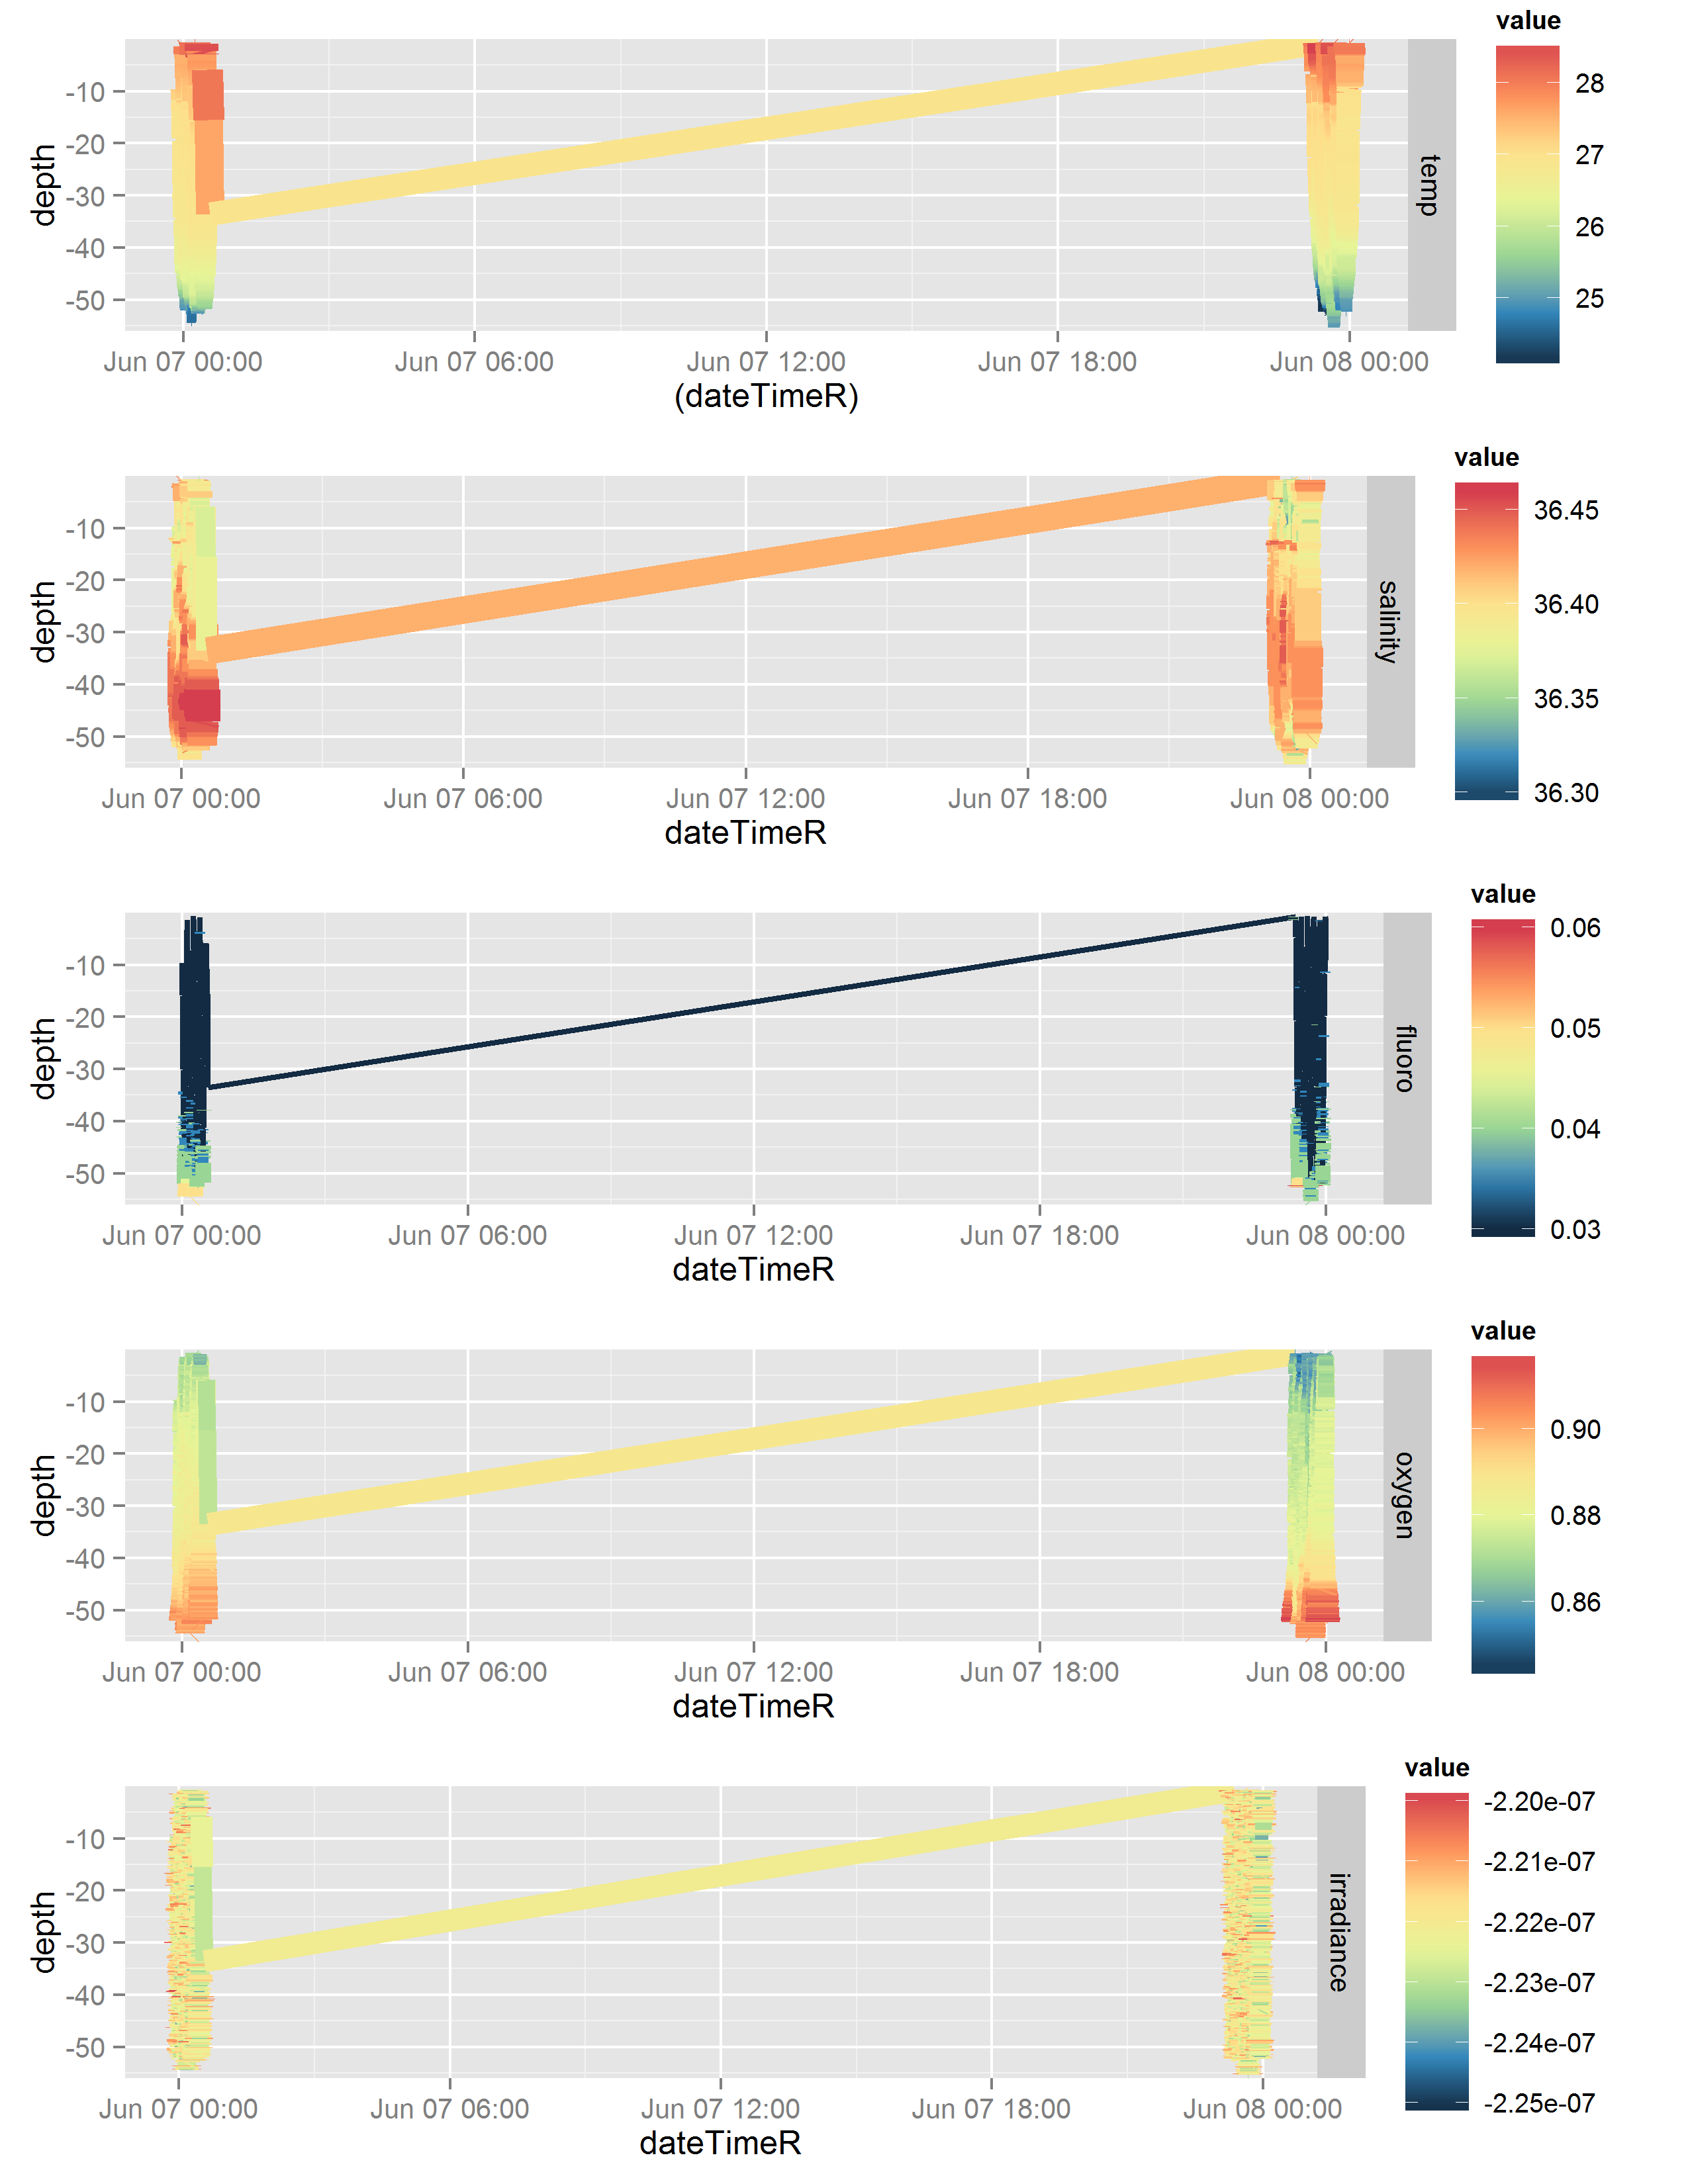 value
depth
-10
-20
-30
-40
-50
temp
28
27
26
25
Jun 07 00:00 Jun 07 06:00 Jun 07 12:00 Jun 07 18:00 Jun 08 00:00
(dateTimeR)
value
depth
-10
-20
-30
-40
-50
salinity
36.45
36.40
36.35
36.30
Jun 07 00:00 Jun 07 06:00 Jun 07 12:00 Jun 07 18:00 Jun 08 00:00
dateTimeR
value
depth
-10
-20
-30
-40
-50
fluoro
0.06
0.05
0.04
0.03
Jun 07 00:00 Jun 07 06:00 Jun 07 12:00 Jun 07 18:00 Jun 08 00:00
dateTimeR
value
depth
-10
-20
-30
-40
-50
oxygen
0.90
0.88
0.86
Jun 07 00:00 Jun 07 06:00 Jun 07 12:00 Jun 07 18:00 Jun 08 00:00
dateTimeR
value
depth
-10
-20
-30
-40
-50
irradiance
-2.20e-07
-2.21e-07
-2.22e-07
-2.23e-07
-2.24e-07
-2.25e-07
Jun 07 00:00 Jun 07 06:00 Jun 07 12:00 Jun 07 18:00 Jun 08 00:00
dateTimeR